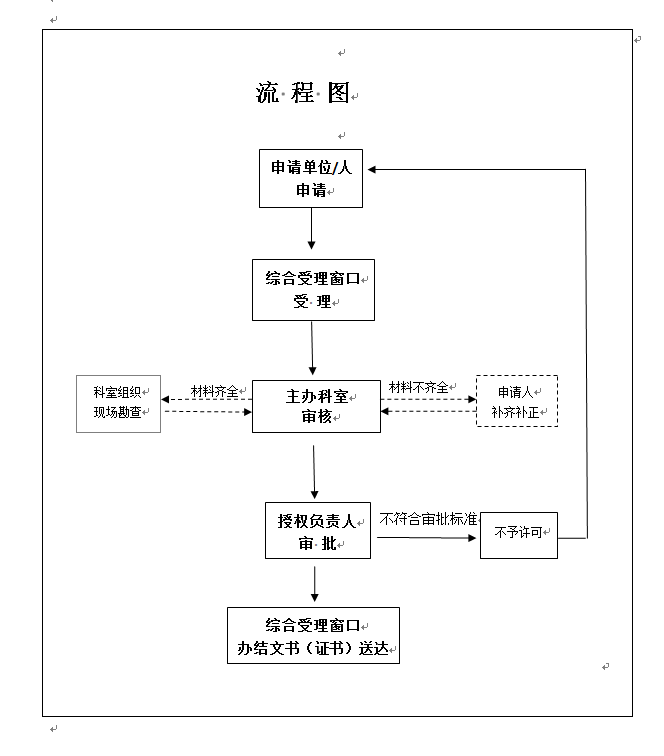 流程图
申请单位/人
申请
综合受理窗口
受理
科室组织
现场勘查
材料齐全
主办科室
审核
材料不齐全
申请人
补齐补正
授权负责人
审批
不符合审批标准
不予许可
综合受理窗口
办结文书（证书）送达